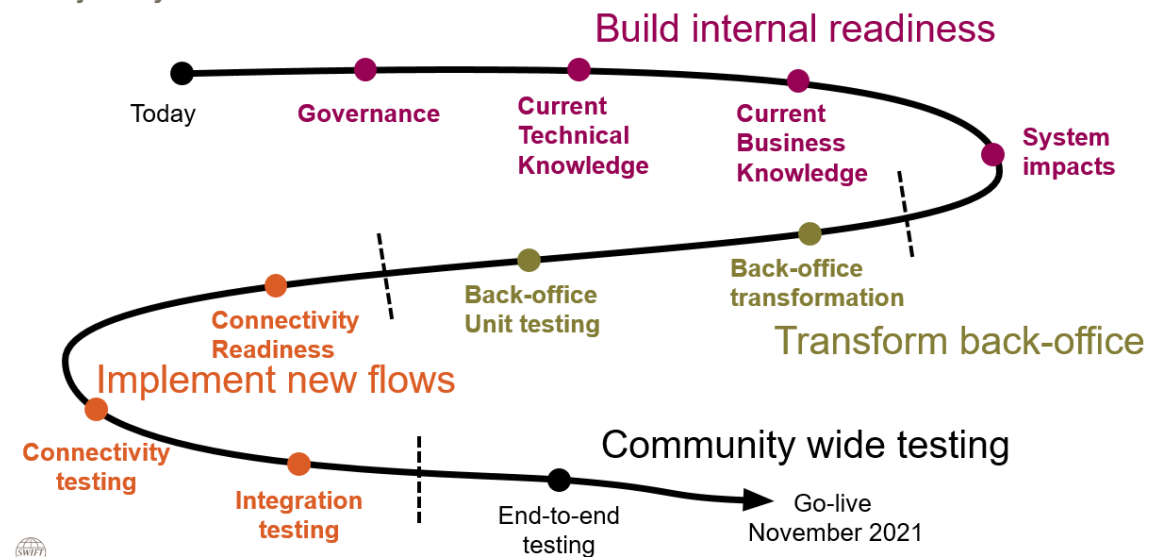 Build internal readiness
Today
Governance
Current
Technical
Knowledge
Current
Business
Knowledge
System
impacts
Back-office
transformation
Back-office
Unit testing
Transform back-office
Connectivity
Readiness
Implement new flows
Connectivity
testing
Integration
testing
Community wide testing
End-to-end
testing
Go-live
November 2021
SWIFT